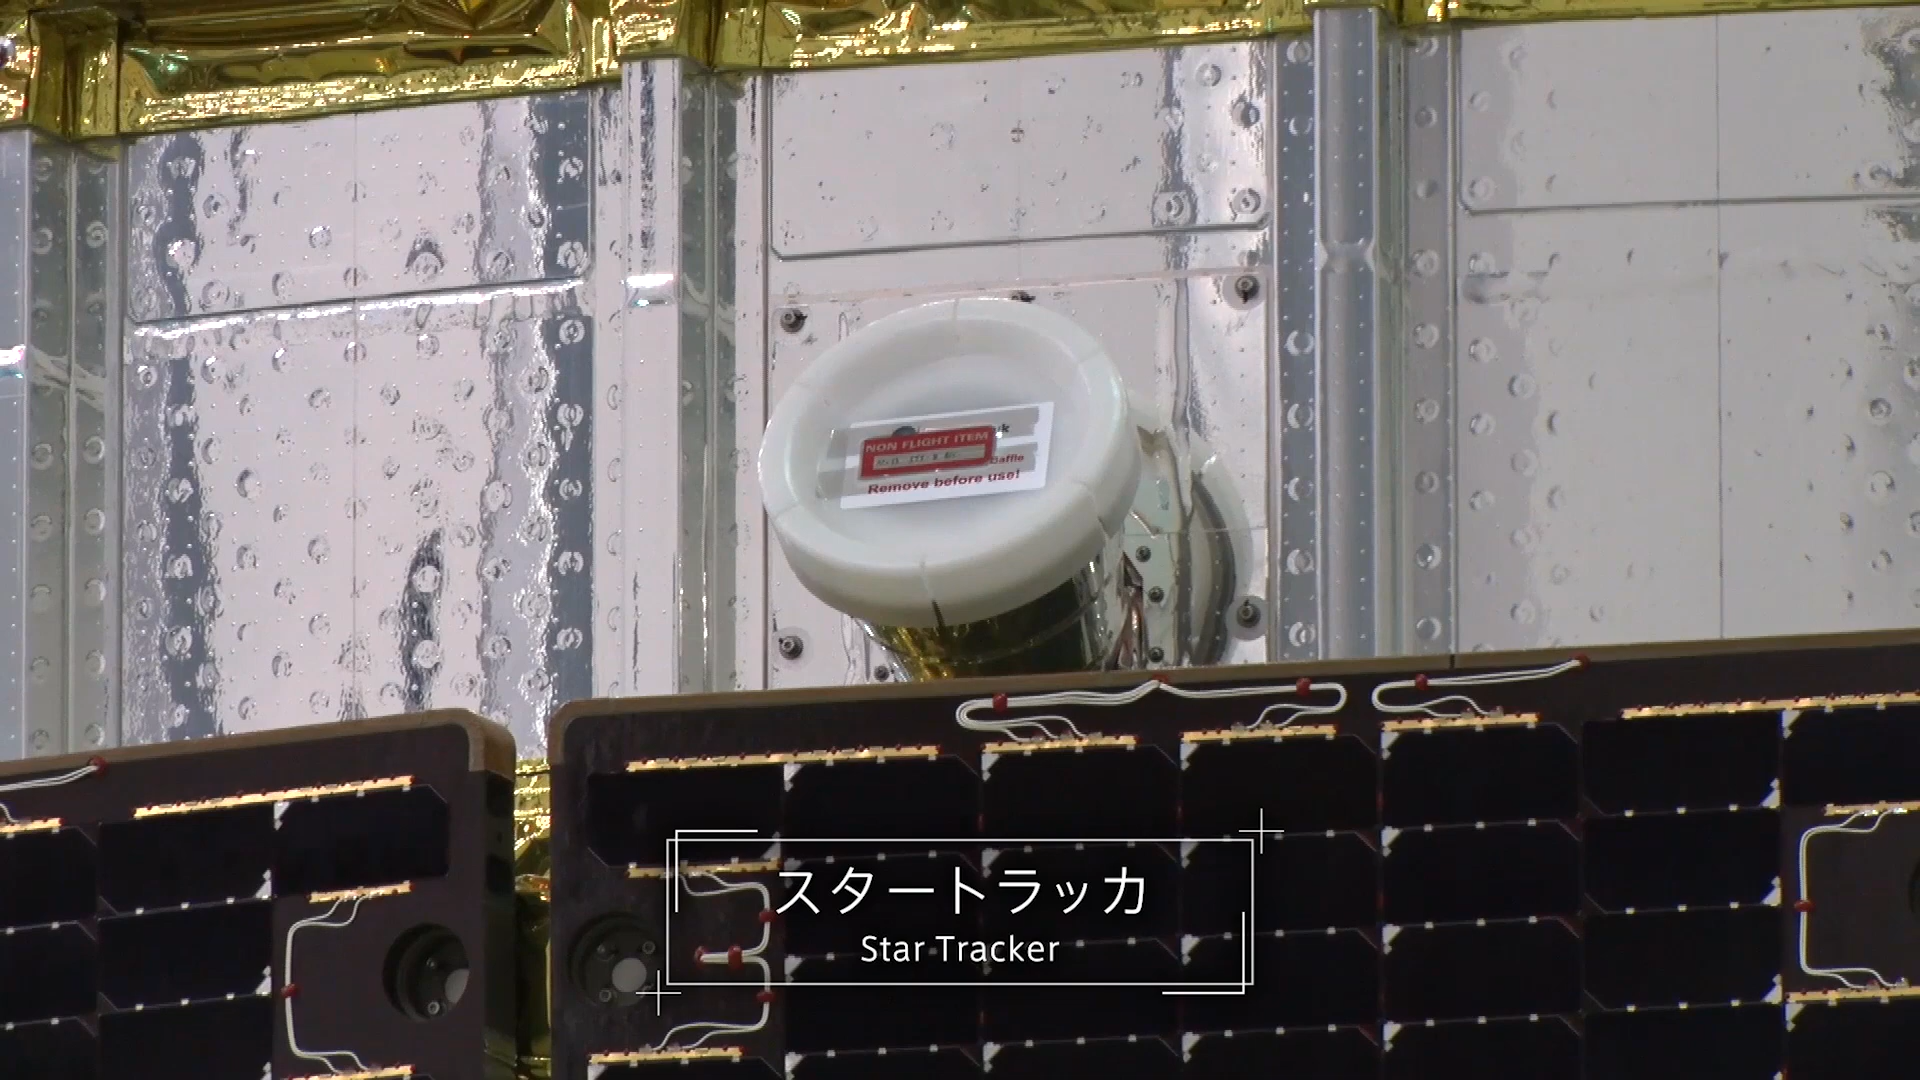 NON FLIGHT ITEM
Baffle
Remove before use!
スタートラッカ
Star Tracker